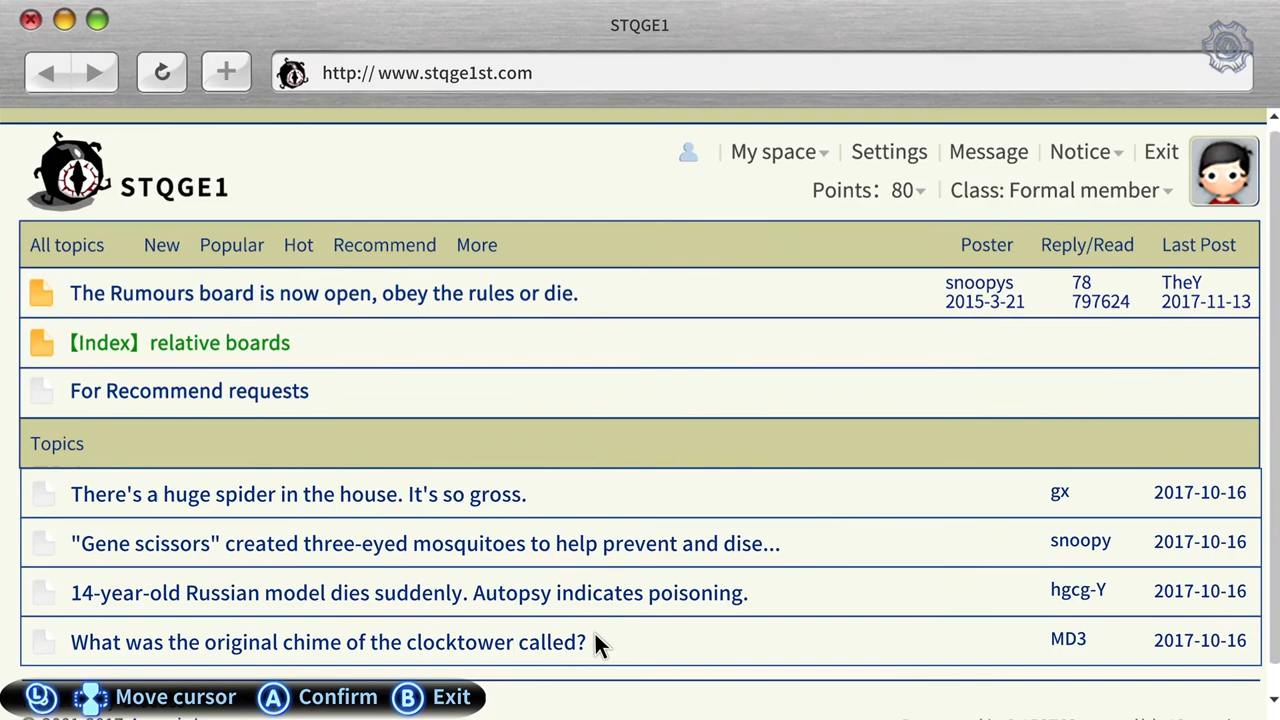 STQGE1
http://www.stqge1st.com
STQGE1
My space Settings Message Notice Exit
Points: 80 Class: Formal member
All topics New Popular Hot Recommend More Poster Reply/Read Last Post
The Rumours board is now open, obey the rules or die. snoopys 78 TheY
2015-3-21 797624 2017-11-13
【Index】relative boards
For Recommend requests
Topics
There's a huge spider in the house. It's so gross. gx 2017-10-16
"Gene scissors" created three-eyed mosquitoes to help prevent and dise... snoopy 2017-10-16
14-year-old Russian model dies suddenly. Autopsy indicates poisoning. hgcg-Y 2017-10-16
What was the original chime of the clocktower called? MD3 2017-10-16
L Move cursor A Confirm B Exit